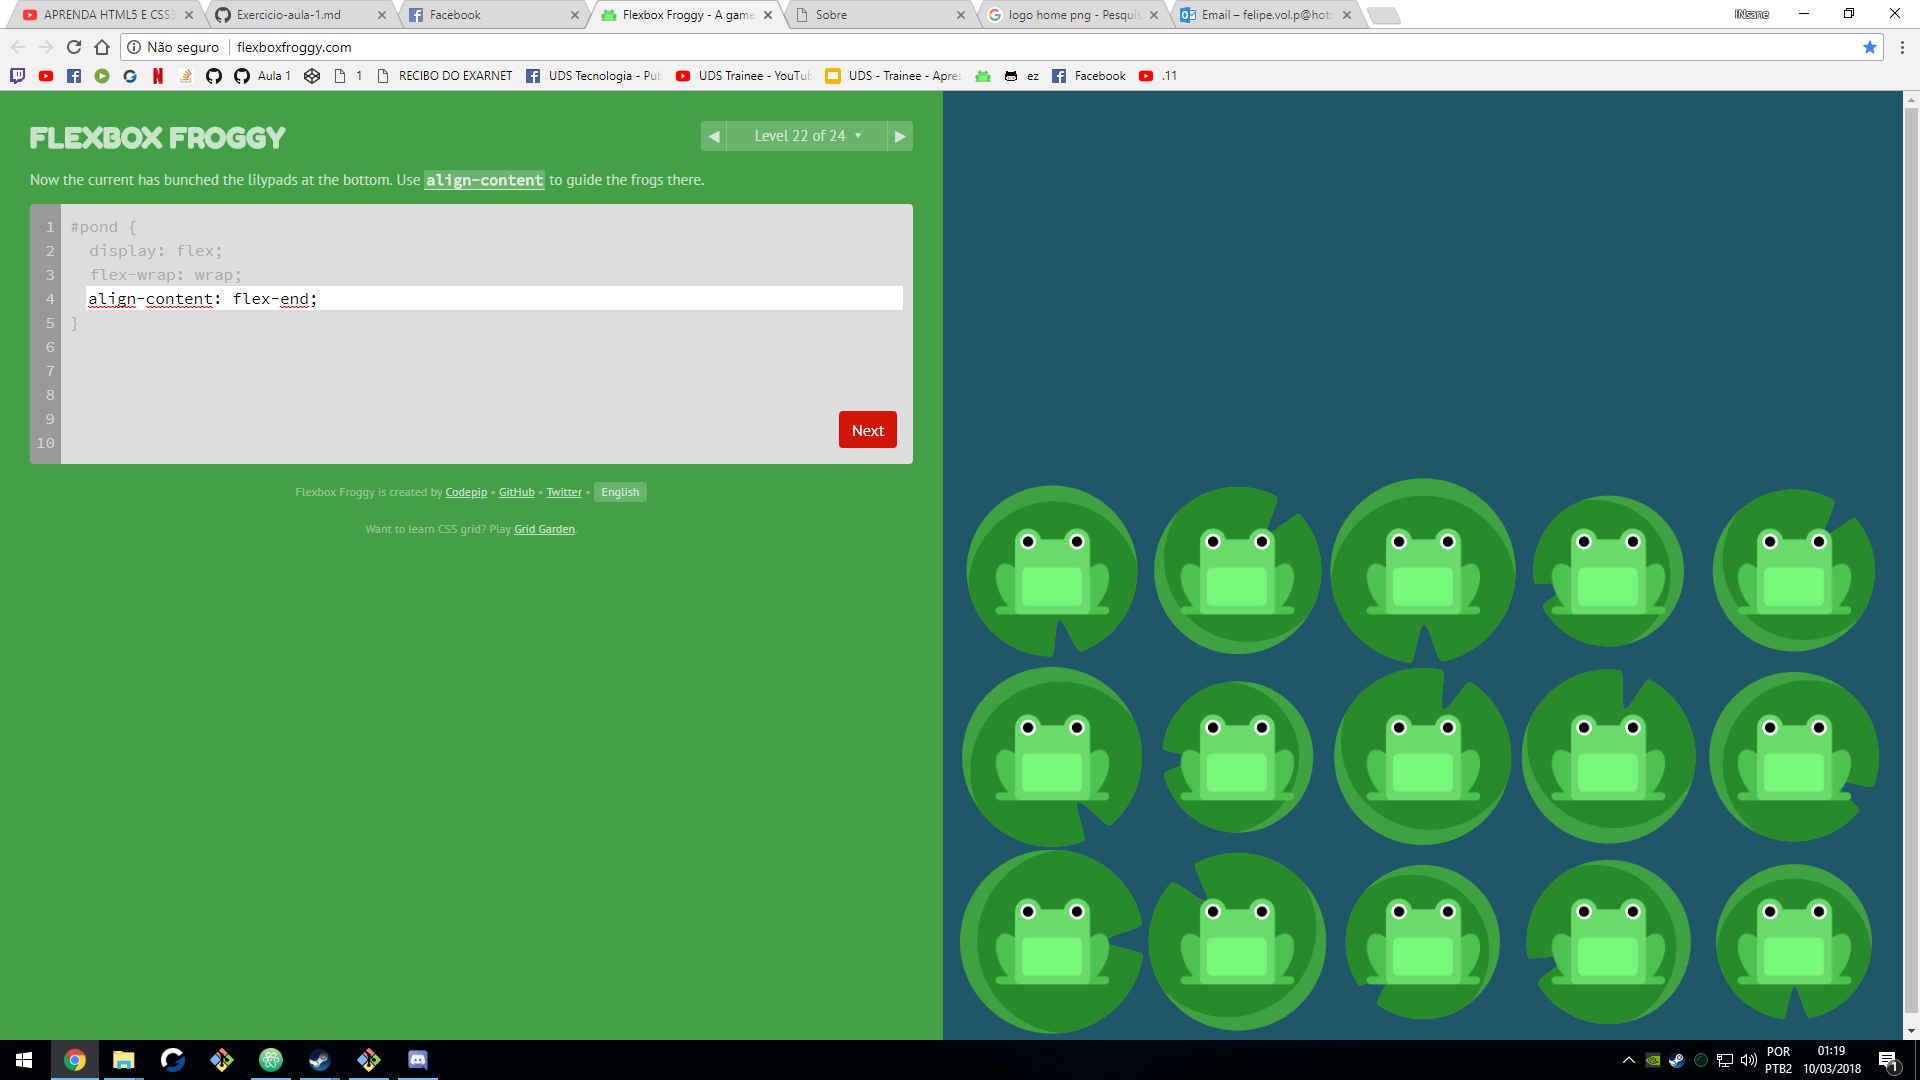 APRENDA HTML5 E CSS3
Exercicio-aula-1.md
Facebook
Flexbox Froggy - A game
Sobre
logo home png - Pesquis
Email – felipe.vol.p@hotm
INsane
Não seguro
flexboxfroggy.com
Aula 1
1
RECIBO DO EXARNET
UDS Tecnologia - Pub
UDS Trainee - YouTub
UDS - Trainee - Apres
ez
Facebook
.11
FLEXBOX FROGGY
Level 22 of 24
Now the current has bunched the lilypads at the bottom. Use align-content to guide the frogs there.
1 #pond {
2 display: flex;
3 flex-wrap: wrap;
4 align-content: flex-end;
5 }
6
7
8
9
10
Next
Flexbox Froggy is created by Codepip • GitHub • Twitter • English
Want to learn CSS grid? Play Grid Garden.
POR
PTB2
01:19
10/03/2018
1